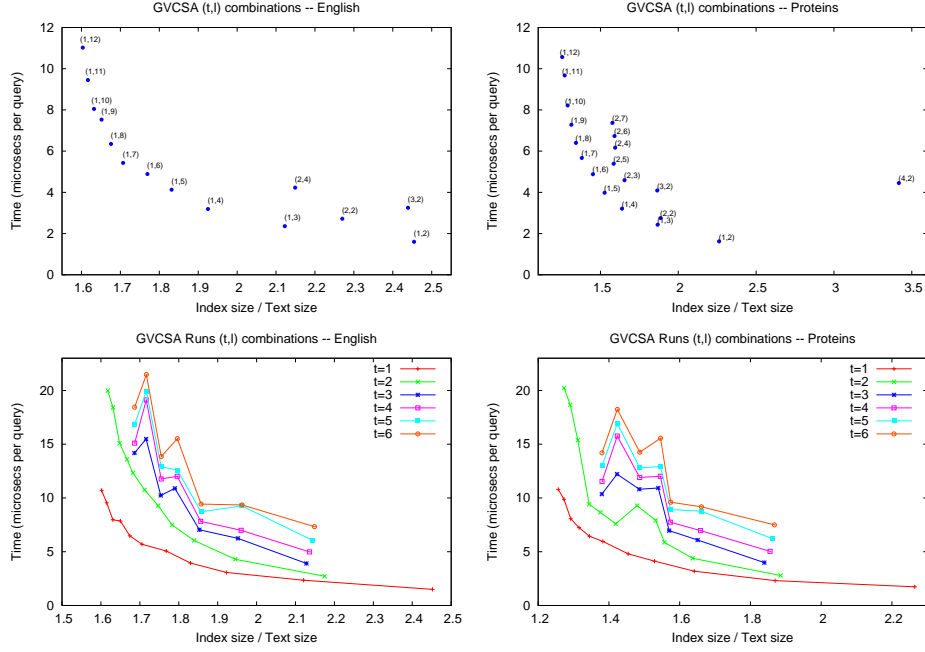 GVCSA (t,l) combinations -- English
Time (microsecs per query)
12
10
8
6
4
2
0
(1,12)
(1,11)
(1,10)
(1,9)
(1,8)
(1,7)
(1,6)
(1,5)
(1,4)
(2,4)
(1,3)
(2,2)
(3,2)
(1,2)
1.6 1.7 1.8 1.9 2 2.1 2.2 2.3 2.4 2.5
Index size / Text size
GVCSA (t,l) combinations -- Proteins
Time (microsecs per query)
12
10
8
6
4
2
0
(1,12)
(1,11)
(1,10)
(1,9)
(2,7)
(2,6)
(1,8)
(2,4)
(1,7)
(2,5)
(1,6)
(2,3)
(1,5)
(3,2)
(4,2)
(1,4)
(2,2)
(1,3)
(1,2)
1.5 2 2.5 3 3.5
Index size / Text size
GVCSA Runs (t,l) combinations -- English
Time (microsecs per query)
20
15
10
5
0
t=1
t=2
t=3
t=4
t=5
t=6
1.5 1.6 1.7 1.8 1.9 2 2.1 2.2 2.3 2.4 2.5
Index size / Text size
GVCSA Runs (t,l) combinations -- Proteins
Time (microsecs per query)
20
15
10
5
0
t=1
t=2
t=3
t=4
t=5
t=6
1.2 1.4 1.6 1.8 2 2.2
Index size / Text size